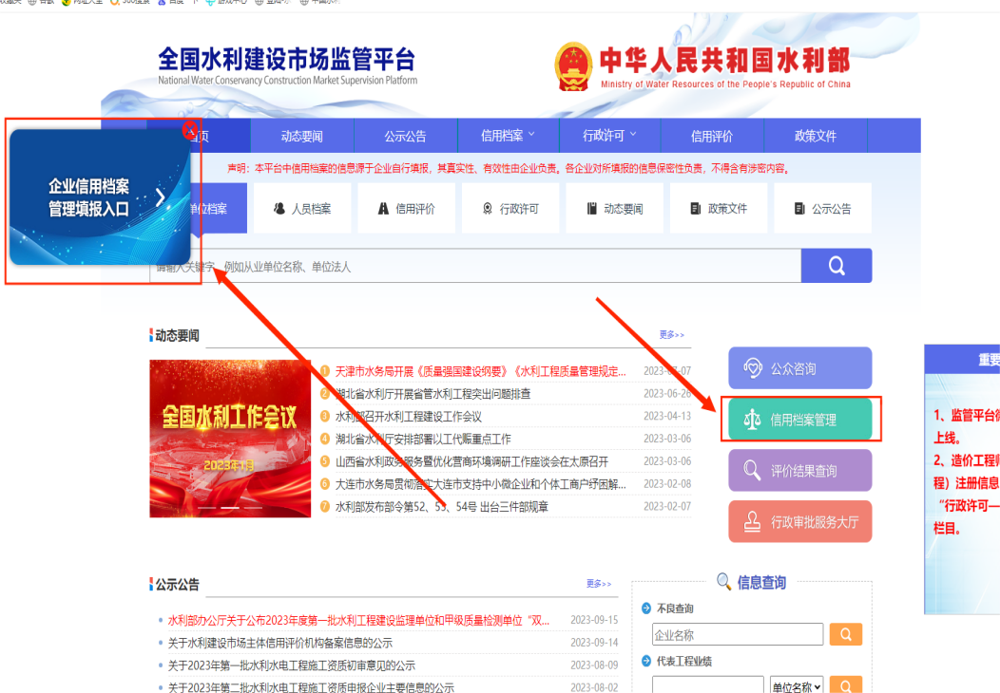 全国水利建设市场监管平台
National Water Conservancy Construction Market Supervision Platform
中华人民共和国水利部
Ministry of Water Resources of the People's Republic of China
首页 动态要闻 公示公告 信用档案 行政许可 信用评价 政策文件
声明：本平台中信用档案的信息源于企业自行填报，其真实性、有效性由企业负责。各企业对所填报的信息保密性负责，不得含有涉密内容。
企业信用档案
管理填报入口
单位档案 人员档案 信用评价 行政许可 动态要闻 政策文件 公示公告
请输入关键字，例如从业单位名称、单位法人
动态要闻 更多>>
全国水利工作会议
2023年1月
1 天津市水务局开展《质量强国建设纲要》《水利工程质量管理规定... 2023-07-07
2 湖北省水利厅开展省管水利工程突出问题排查 2023-06-26
3 水利部召开水利工程建设工作会议 2023-04-13
4 湖北省水利厅安排部署以工代赈重点工作 2023-03-06
5 山西省水利政务服务暨优化营商环境调研工作座谈会在太原召开 2023-03-06
6 大连市水务局贯彻落实大连市支持中小微企业和个体工商户纾困解... 2023-02-08
7 水利部发布部令第52、53、54号 出台三件部规章 2023-02-07
公众咨询
信用档案管理
评价结果查询
行政审批服务大厅
重要
1、监管平台
上线。
2、造价工程师
程）注册信息
“行政许可—
栏目。
公示公告 更多>>
水利部办公厅关于公布2023年度第一批水利工程建设监理单位和甲级质量检测单位“双... 2023-09-15
关于水利建设市场主体信用评价机构备案信息的公示 2023-09-14
关于2023年第一批水利水电工程施工资质初审意见的公示 2023-08-09
关于2023年第二批水利水电工程施工资质申报企业主要信息的公示 2023-08-02
信息查询
不良查询
企业名称
代表工程业绩
单位名称